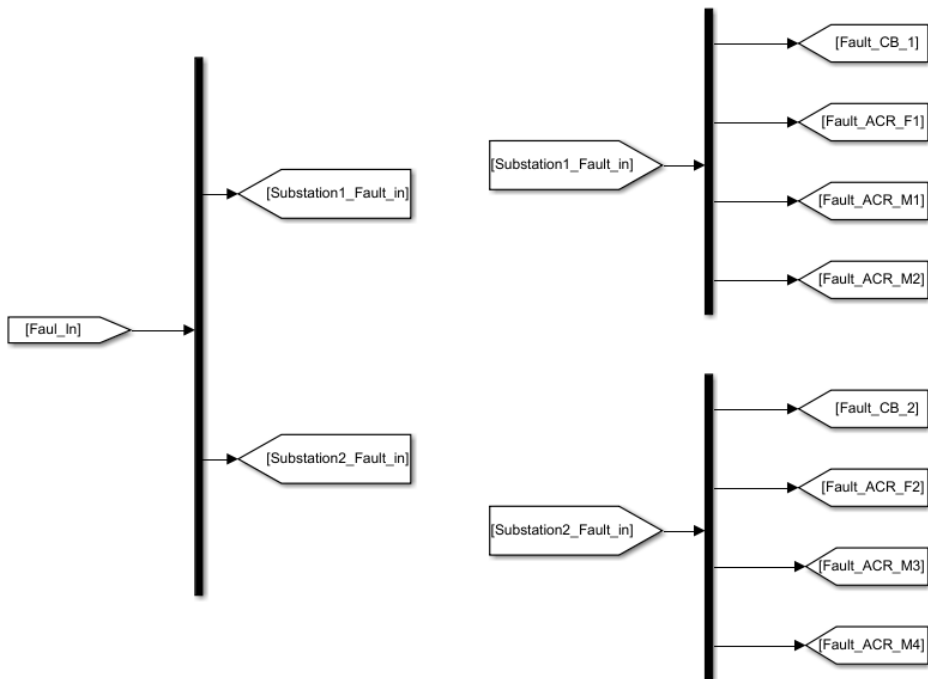 [Faul_In]
[Substation1_Fault_in]
[Substation2_Fault_in]
[Substation1_Fault_in]
[Fault_CB_1]
[Fault_ACR_F1]
[Fault_ACR_M1]
[Fault_ACR_M2]
[Substation2_Fault_in]
[Fault_CB_2]
[Fault_ACR_F2]
[Fault_ACR_M3]
[Fault_ACR_M4]